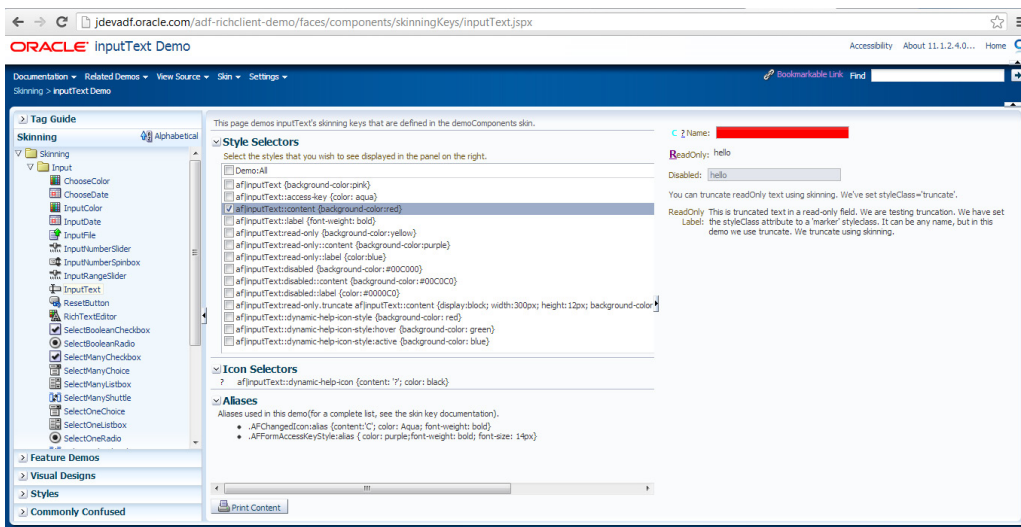 jdevadf.oracle.com/adf-richclient-demo/faces/components/skinningKeys/inputText.jspx
ORACLE inputText Demo
Accessibility About 11.1.2.4.0... Home
Documentation Related Demos View Source Skin Settings
Bookmarkable Link Find
Skinning > inputText Demo
Tag Guide
Skinning Alphabetical
Skinning
Input
ChooseColor
ChooseDate
InputColor
InputDate
InputFile
InputNumberSlider
InputNumberSpinbox
InputRangeSlider
InputText
ResetButton
RichTextEditor
SelectBooleanCheckbox
SelectBooleanRadio
SelectManyCheckbox
SelectManyChoice
SelectManyListbox
SelectManyShuttle
SelectOneChoice
SelectOneListbox
SelectOneRadio
Feature Demos
Visual Designs
Styles
Commonly Confused
This page demos inputText's skinning keys that are defined in the demoComponents skin.
Style Selectors
Select the styles that you wish to see displayed in the panel on the right.
Demo:All
af|inputText {background-color:pink}
af|inputText::access-key {color: aqua}
af|inputText::content {background-color:red}
af|inputText::label {font-weight: bold}
af|inputText:read-only {background-color:yellow}
af|inputText:read-only::content {background-color:purple}
af|inputText:read-only::label {color:blue}
af|inputText:disabled {background-color:#00C000}
af|inputText:disabled::content {background-color:#00C0C0}
af|inputText:disabled::label {color:#0000C0}
af|inputText:read-only.truncate af|inputText::content {display:block; width:300px; height:12px; background-color
af|inputText::dynamic-help-icon-style {background-color: red}
af|inputText::dynamic-help-icon-style:hover {background-color: green}
af|inputText::dynamic-help-icon-style:active {background-color: blue}
Icon Selectors
? af|inputText::dynamic-help-icon {content: '?'; color: black}
Aliases
Aliases used in this demo(for a complete list, see the skin key documentation).
.AFChangedIcon:alias {content:'C'; color: Aqua; font-weight: bold}
.AFFormAccessKeyStyle:alias { color: purple;font-weight: bold; font-size: 14px}
Print Content
C ? Name:
ReadOnly: hello
Disabled: hello
You can truncate readOnly text using skinning. We've set styleClass='truncate'.
ReadOnly This is truncated text in a read-only field. We are testing truncation. We have set
Label: the styleClass attribute to a 'marker' styleclass. It can be any name, but in this
demo we use truncate. We truncate using skinning.